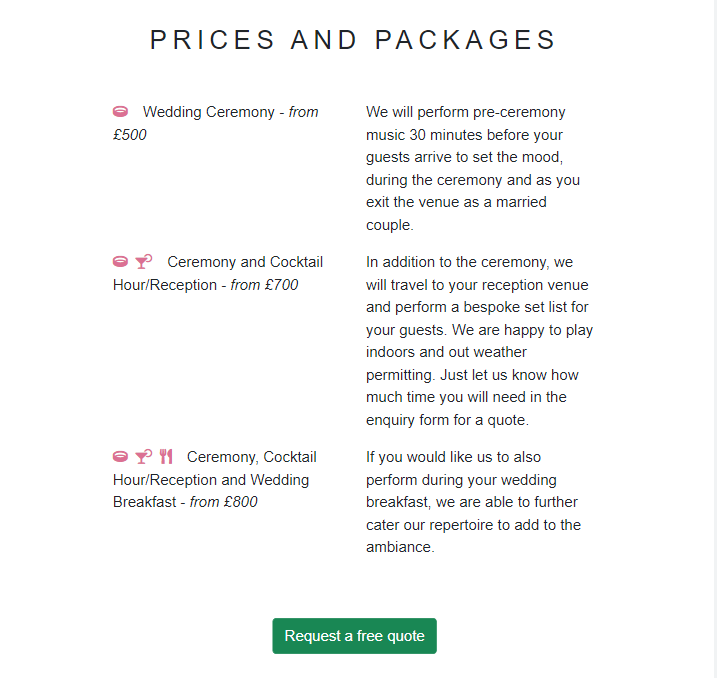 PRICES AND PACKAGES
Wedding Ceremony - from
£500
We will perform pre-ceremony
music 30 minutes before your
guests arrive to set the mood,
during the ceremony and as you
exit the venue as a married
couple.
Ceremony and Cocktail
Hour/Reception - from £700
In addition to the ceremony, we
will travel to your reception venue
and perform a bespoke set list for
your guests. We are happy to play
indoors and out weather
permitting. Just let us know how
much time you will need in the
enquiry form for a quote.
Ceremony, Cocktail
Hour/Reception and Wedding
Breakfast - from £800
If you would like us to also
perform during your wedding
breakfast, we are able to further
cater our repertoire to add to the
ambiance.
Request a free quote